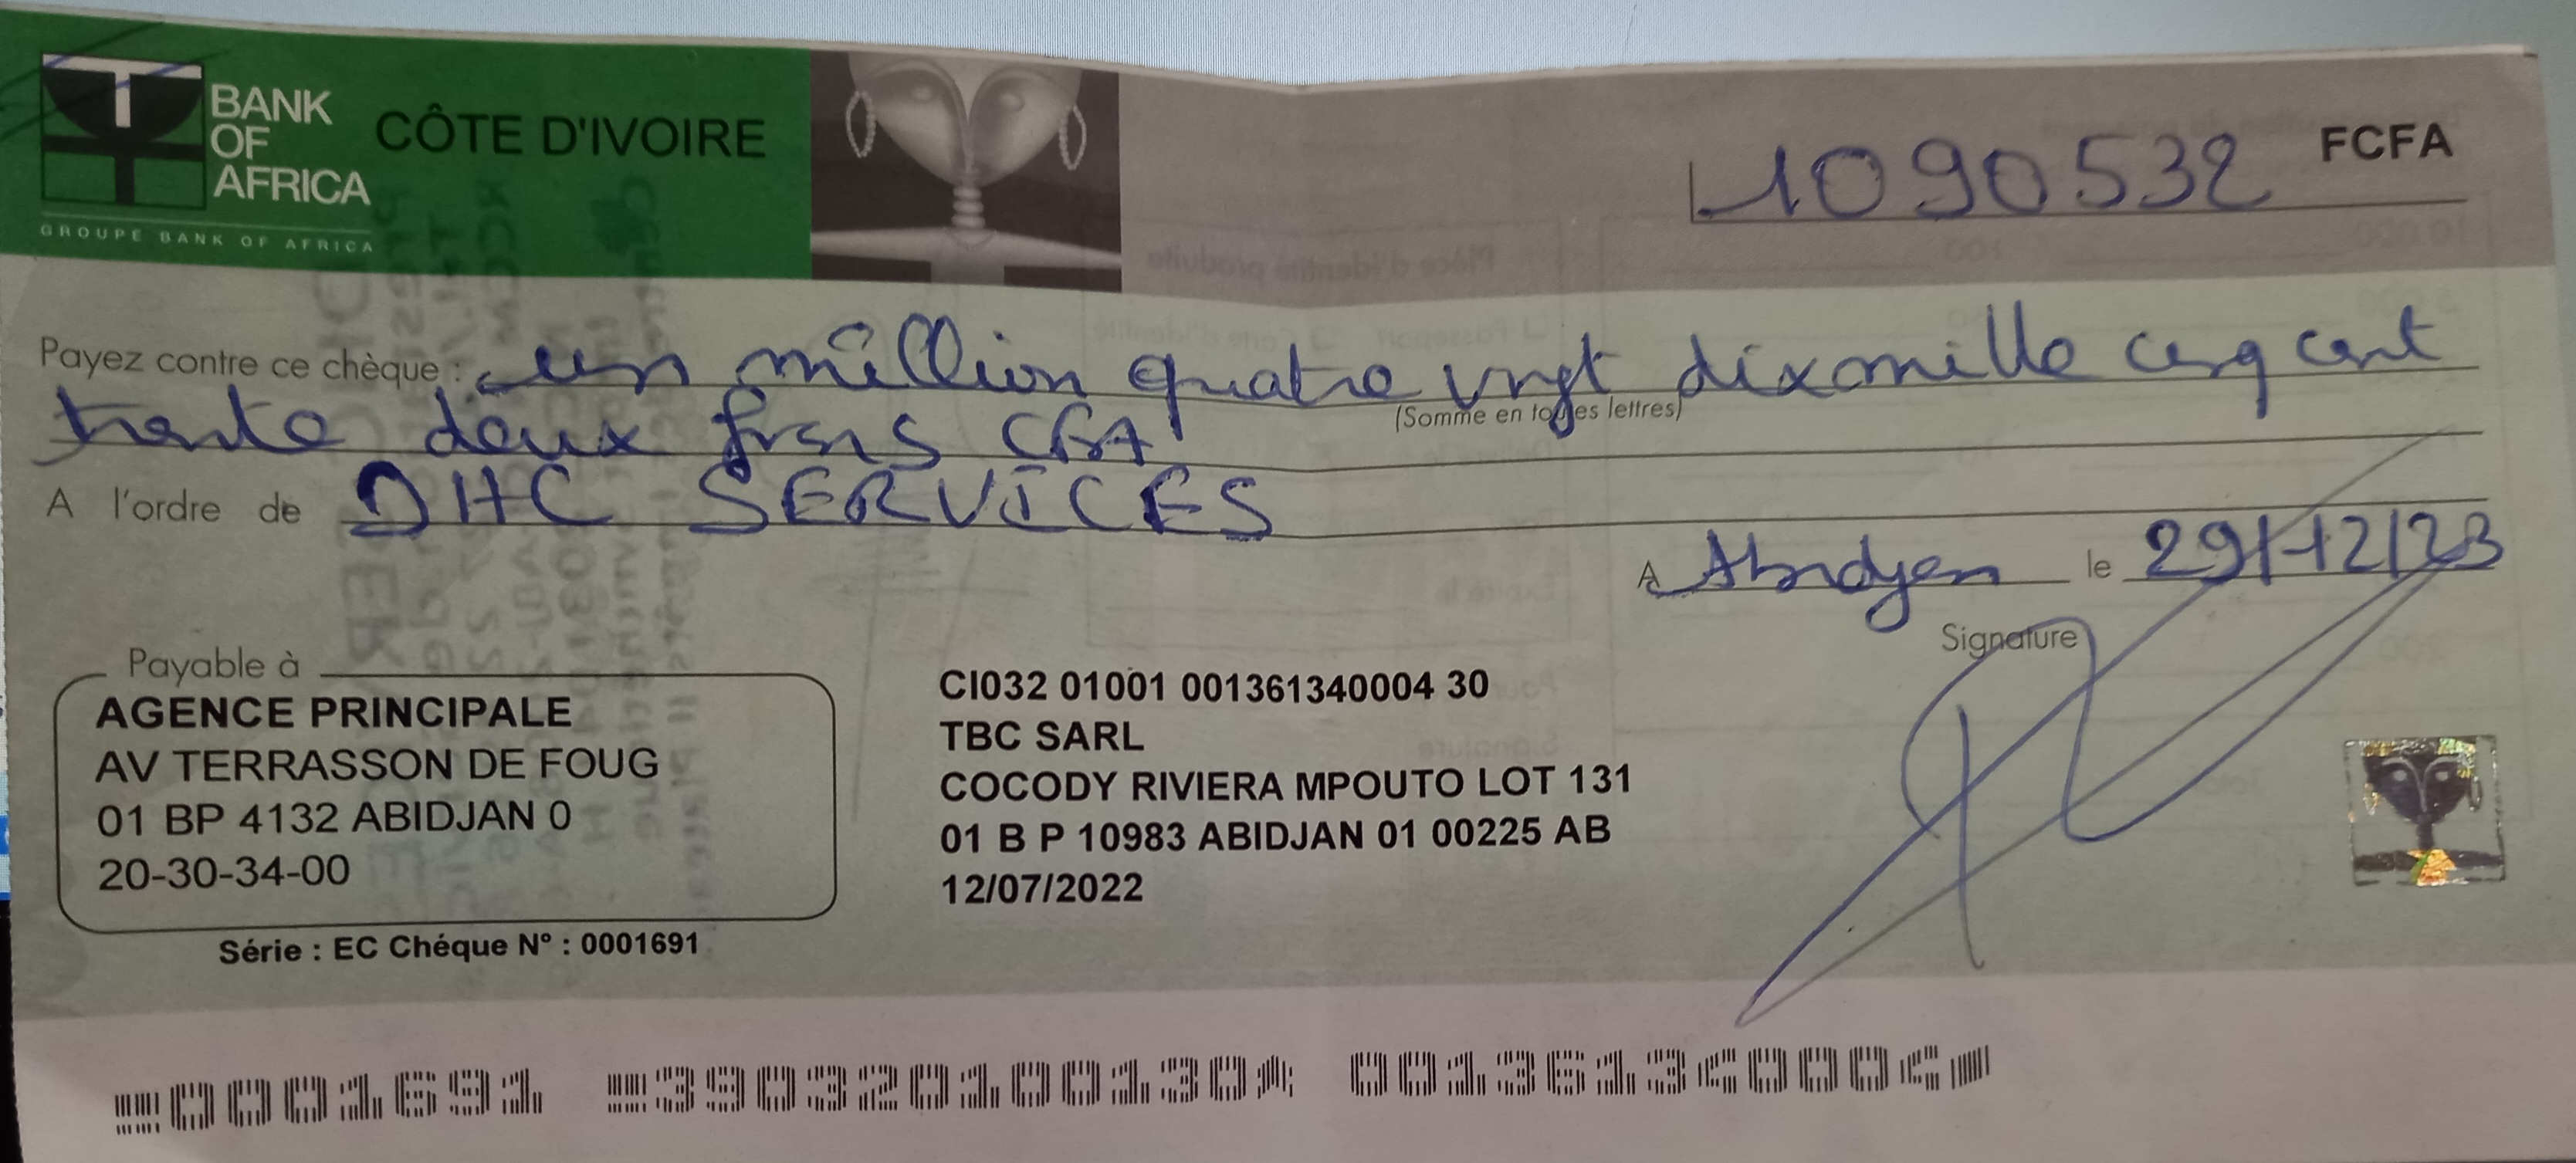 BANK OF AFRICA
CÔTE D'IVOIRE
GROUPE BANK OF AFRICA
1090532 FCFA
Payez contre ce chèque : un million quatre vingt dix mille cinq cent
(Somme en toutes lettres)
trente deux frans CFA
A l'ordre de DHC SERVICES
A Abidjan le 29/12/23
Signature
Payable à
AGENCE PRINCIPALE
AV TERRASSON DE FOUG
01 BP 4132 ABIDJAN 0
20-30-34-00
Série : EC Chéque N° : 0001691
CI032 01001 001361340004 30
TBC SARL
COCODY RIVIERA MPOUTO LOT 131
01 B P 10983 ABIDJAN 01 00225 AB
12/07/2022
0001691 390320100130A 001361340004